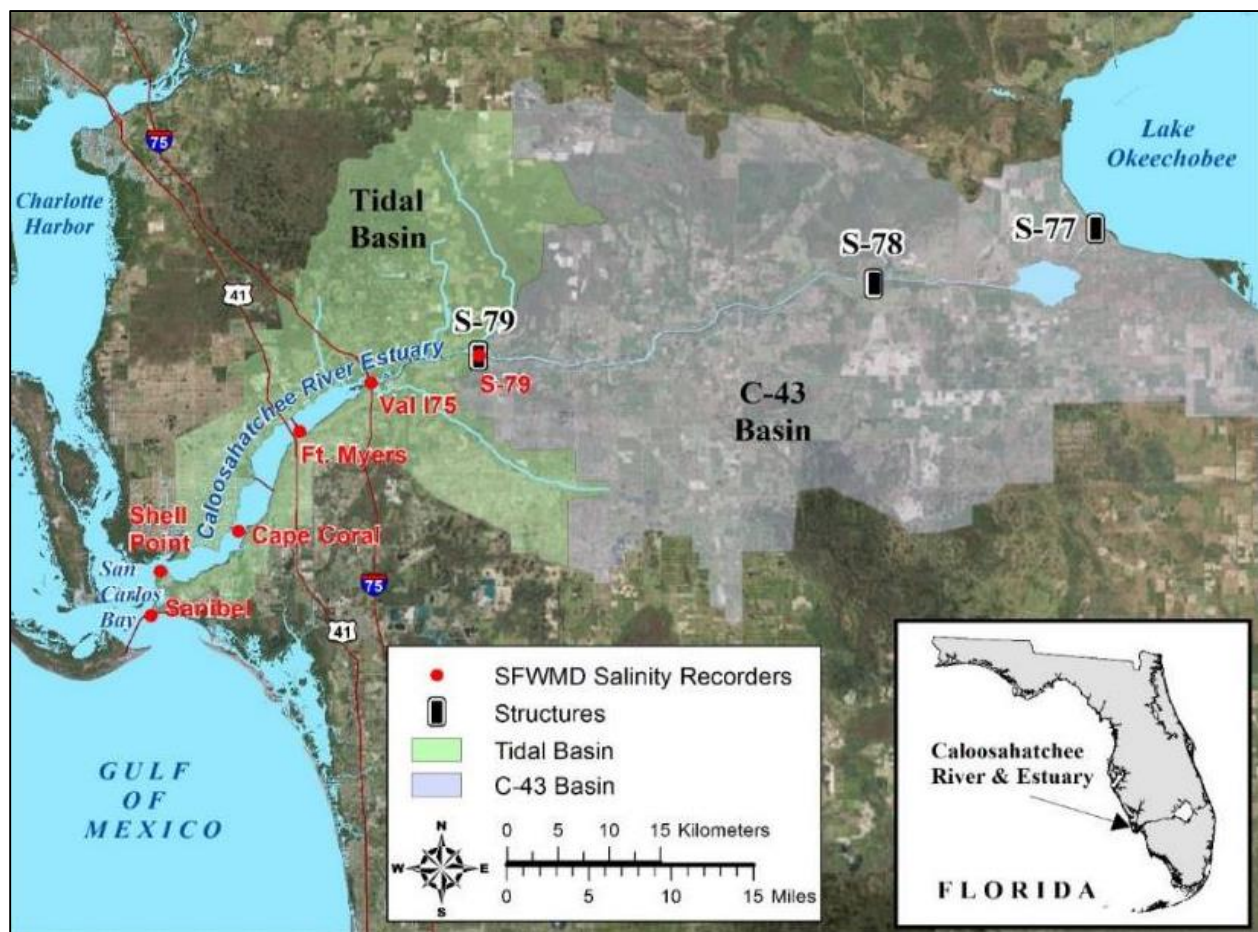 75
Charlotte
Harbor
41
Tidal
Basin
Lake
Okeechobee
S-77
S-78
S-79
S-79
Caloosahatchee River Estuary
Val I75
Ft. Myers
C-43
Basin
Shell
Point
Cape Coral
San
Carlos
Bay
Sanibel
75
41
GULF
OF
MEXICO
SFWMD Salinity Recorders
Structures
Tidal Basin
C-43 Basin
N
W E
S
0 5 10 15 Kilometers
0 5 10 15 Miles
Caloosahatchee
River & Estuary
FLORIDA